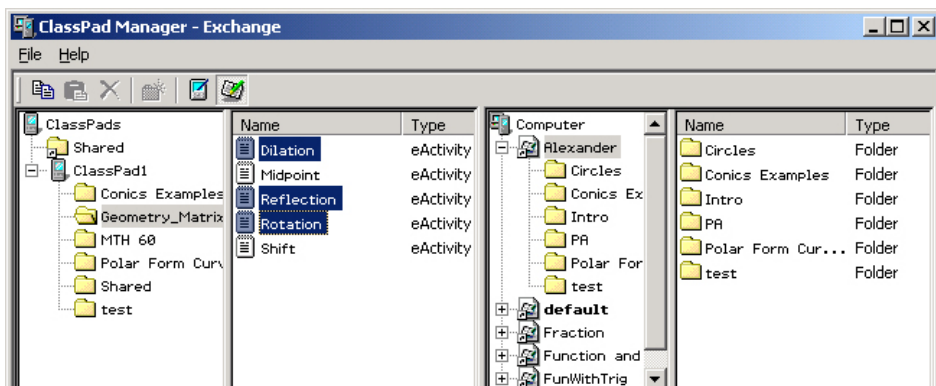 ClassPad Manager - Exchange
File Help
ClassPads
Shared
ClassPad1
Conics Examples
Geometry_Matrix
MTH 60
Polar Form Curv
Shared
test
Name Type
Dilation eActivity
Midpoint eActivity
Reflection eActivity
Rotation eActivity
Shift eActivity
Computer
Alexander
Circles
Conics Ex
Intro
PA
Polar For
test
default
Fraction
Function and
FunWithTrig
Name Type
Circles Folder
Conics Examples Folder
Intro Folder
PA Folder
Polar Form Cur... Folder
test Folder